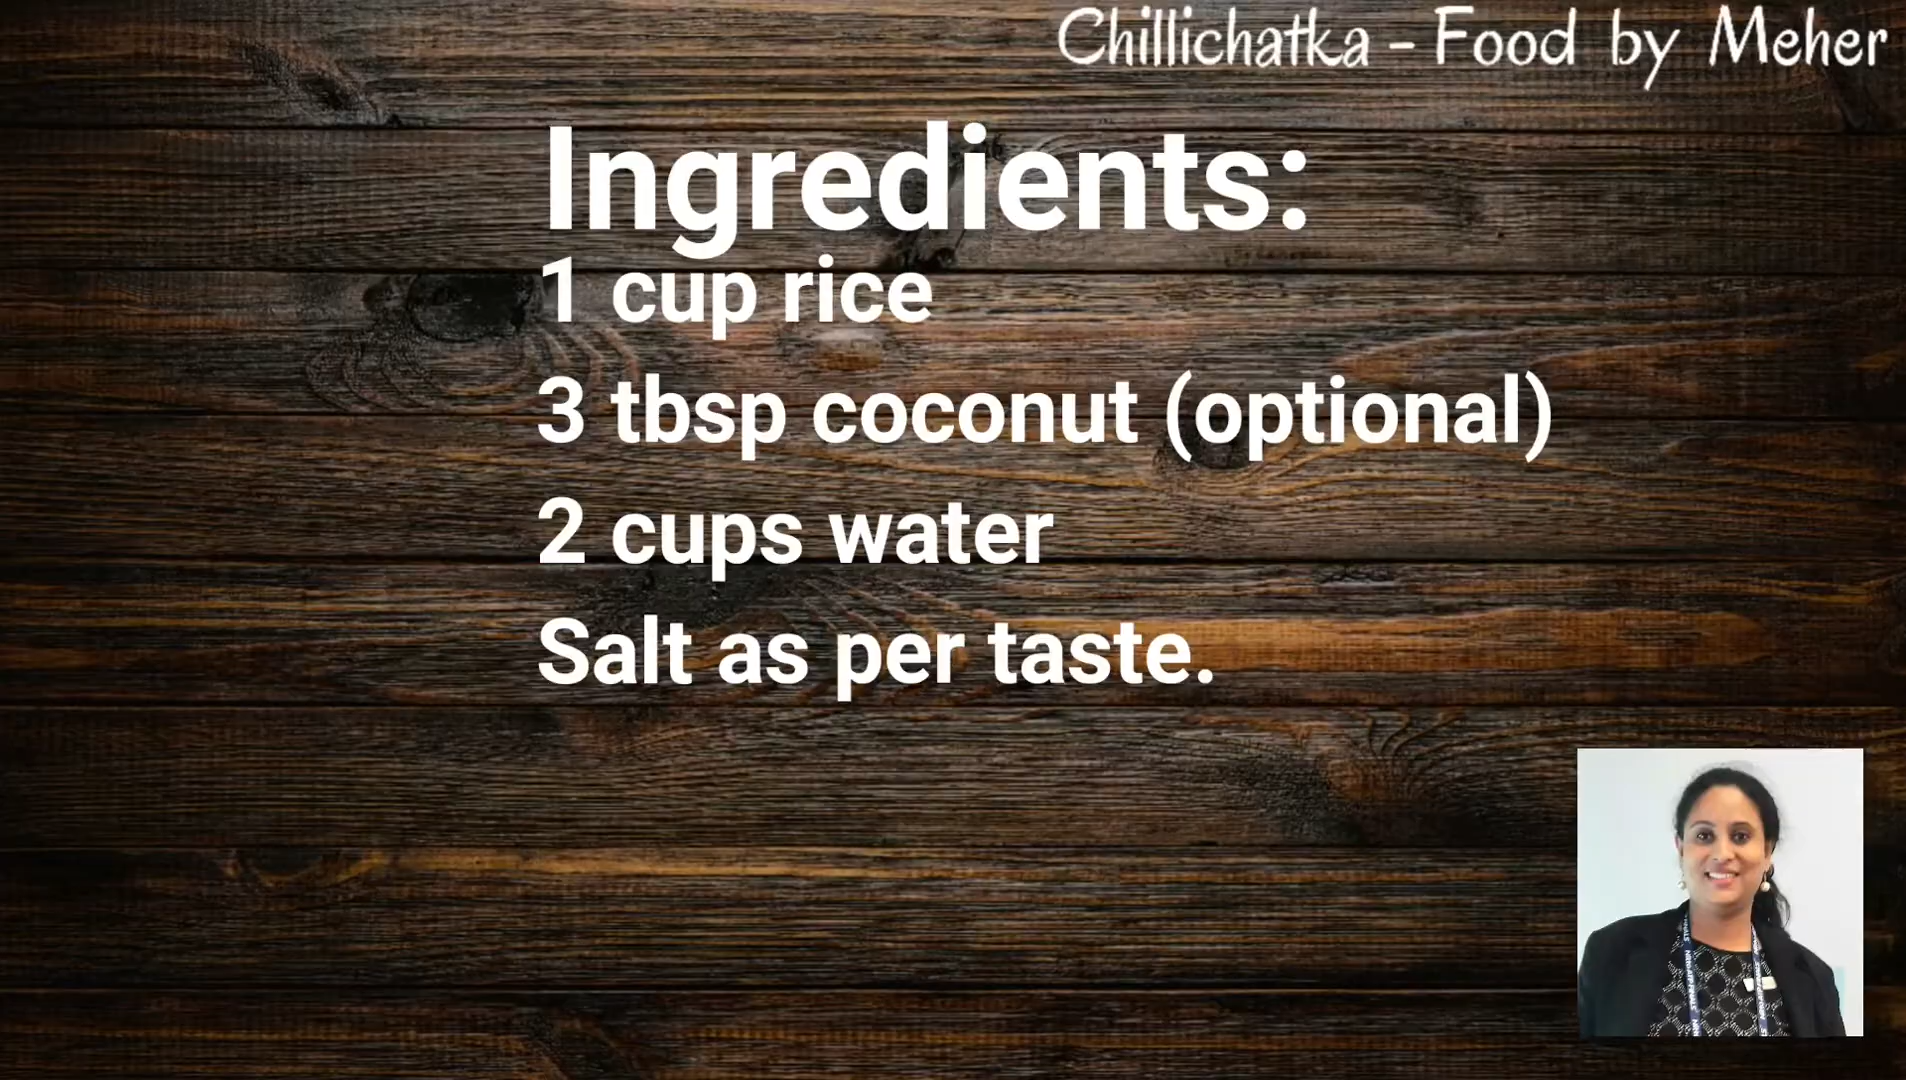 Chillichatka - Food by Meher
Ingredients:
1 cup rice
3 tbsp coconut (optional)
2 cups water
Salt as per taste.